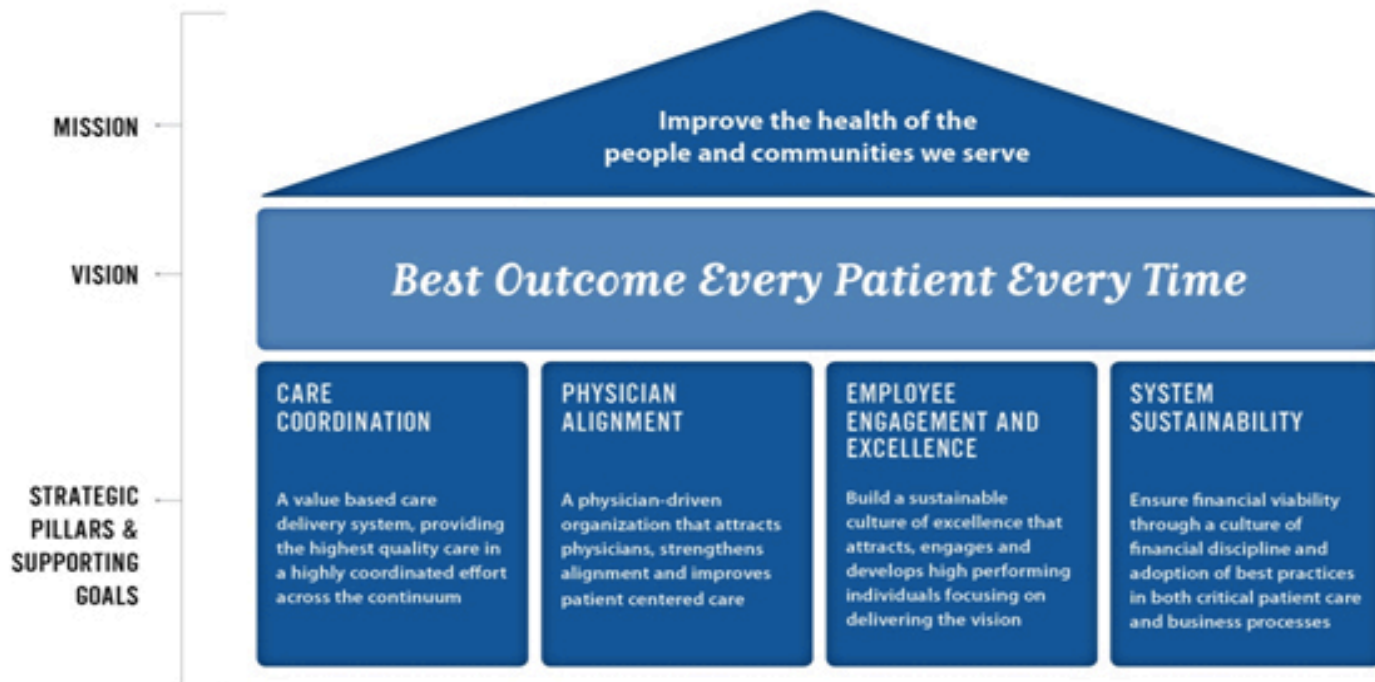 MISSION
Improve the health of the
people and communities we serve
VISION
Best Outcome Every Patient Every Time
STRATEGIC
PILLARS &
SUPPORTING
GOALS
CARE
COORDINATION
A value based care
delivery system, providing
the highest quality care in
a highly coordinated effort
across the continuum
PHYSICIAN
ALIGNMENT
A physician-driven
organization that attracts
physicians, strengthens
alignment and improves
patient centered care
EMPLOYEE
ENGAGEMENT AND
EXCELLENCE
Build a sustainable
culture of excellence that
attracts, engages and
develops high performing
individuals focusing on
delivering the vision
SYSTEM
SUSTAINABILITY
Ensure financial viability
through a culture of
financial discipline and
adoption of best practices
in both critical patient care
and business processes